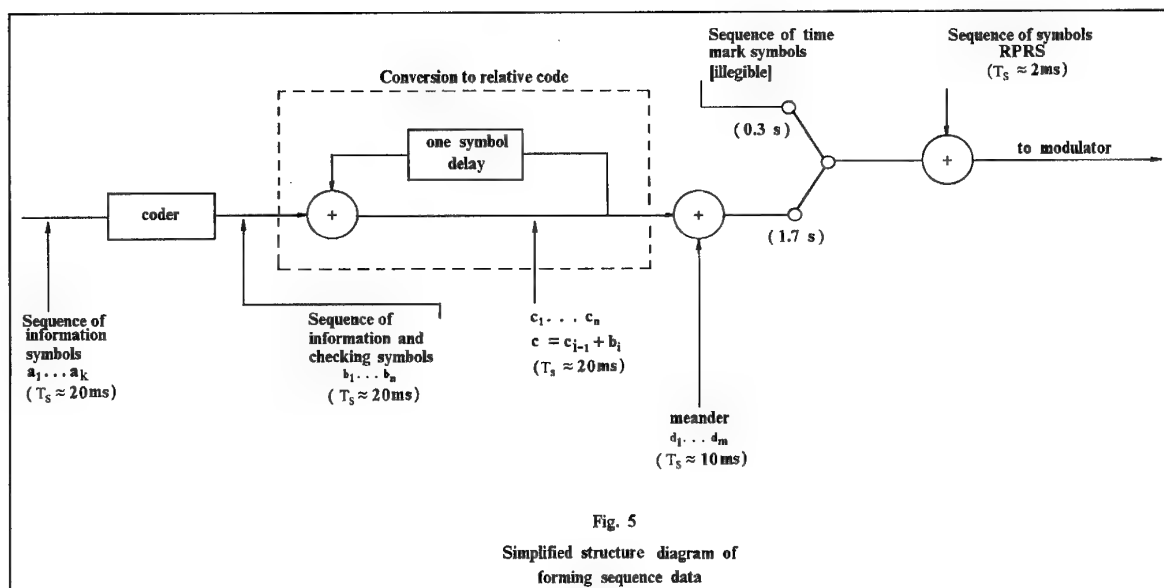 Sequence of time
mark symbols
[illegible]
Sequence of symbols
RPRS
(Ts ≈ 2ms)
Conversion to relative code
one symbol
delay
(0.3 s)
to modulator
coder
+
+
+
(1.7 s)
Sequence of
information
symbols
a1...ak
(Ts ≈ 20ms)
Sequence of
information and
checking symbols
b1...bn
(Ts ≈ 20ms)
c1...cn
c = ci-1 + bi
(Ts ≈ 20ms)
meander
d1...dm
(Ts ≈ 10ms)
Fig. 5
Simplified structure diagram of
forming sequence data